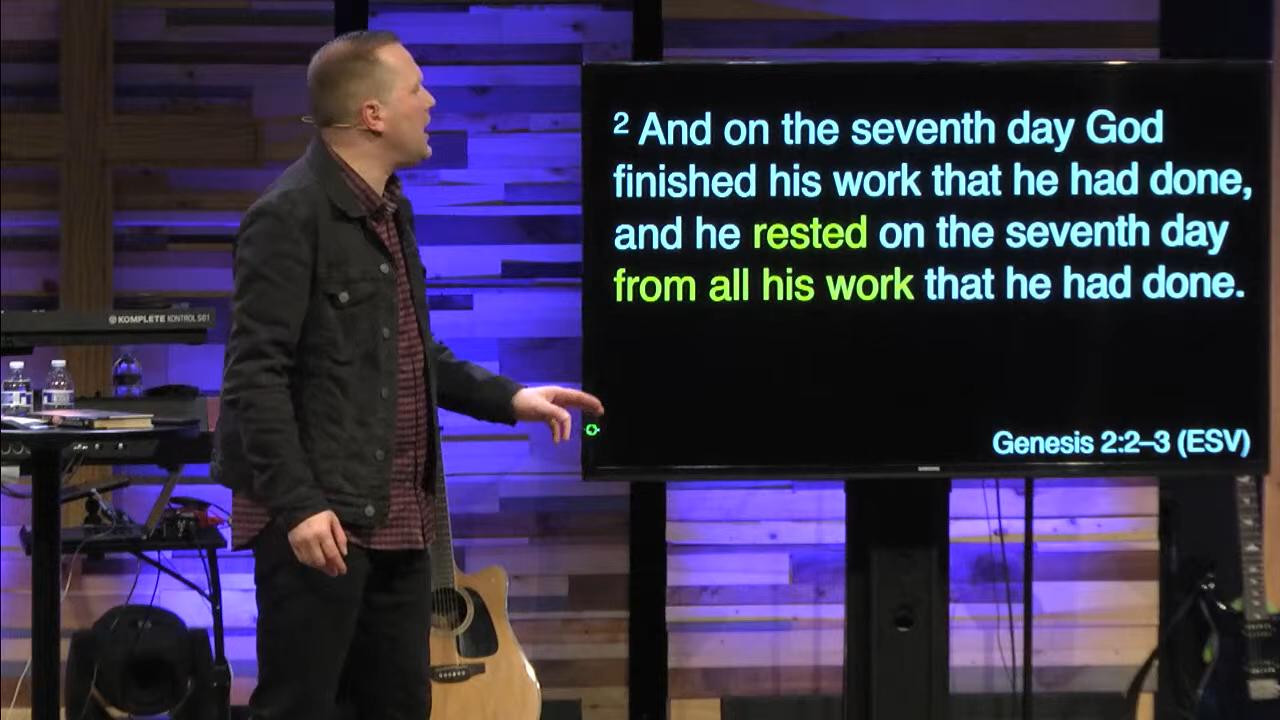 2 And on the seventh day God
finished his work that he had done,
and he rested on the seventh day
from all his work that he had done.
Genesis 2:2–3 (ESV)
KOMPLETE KONTROL S61
SAMSUNG